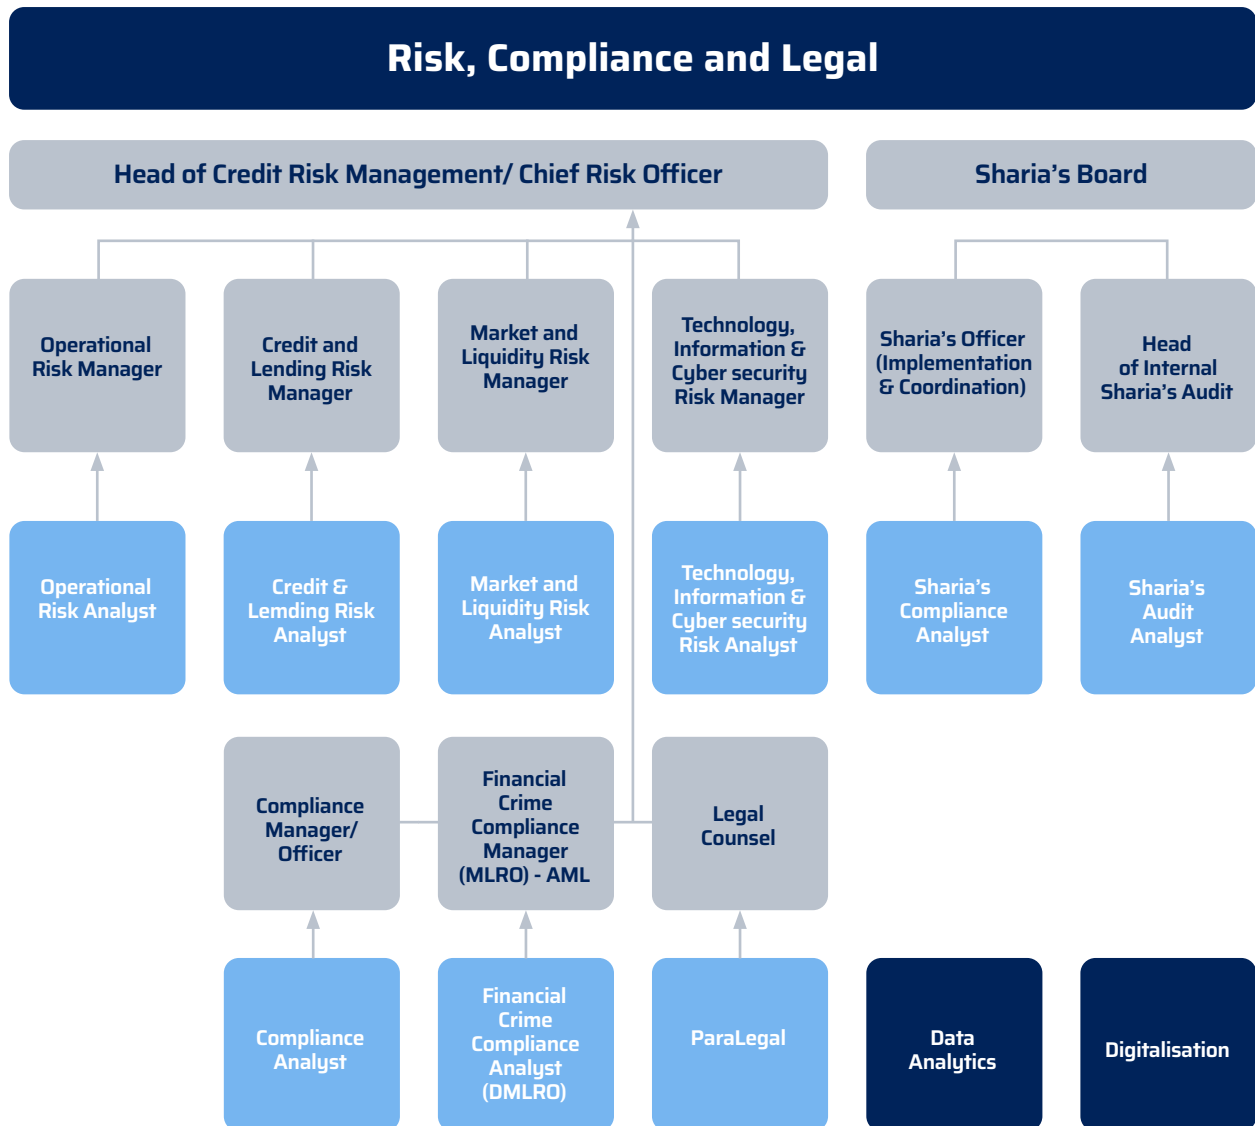 Risk, Compliance and Legal
Head of Credit Risk Management/ Chief Risk Officer
Sharia’s Board
Operational
Risk Manager
Credit and
Lending Risk
Manager
Market and
Liquidity Risk
Manager
Technology,
Information &
Cyber security
Risk Manager
Sharia’s Officer
(Implementation
& Coordination)
Head
of Internal
Sharia’s Audit
Operational
Risk Analyst
Credit &
Lemding Risk
Analyst
Market and
Liquidity Risk
Analyst
Technology,
Information &
Cyber security
Risk Analyst
Sharia’s
Compliance
Analyst
Sharia’s
Audit
Analyst
Compliance
Manager/
Officer
Financial
Crime
Compliance
Manager
(MLRO) - AML
Legal
Counsel
Compliance
Analyst
Financial
Crime
Compliance
Analyst
(DMLRO)
ParaLegal
Data
Analytics
Digitalisation